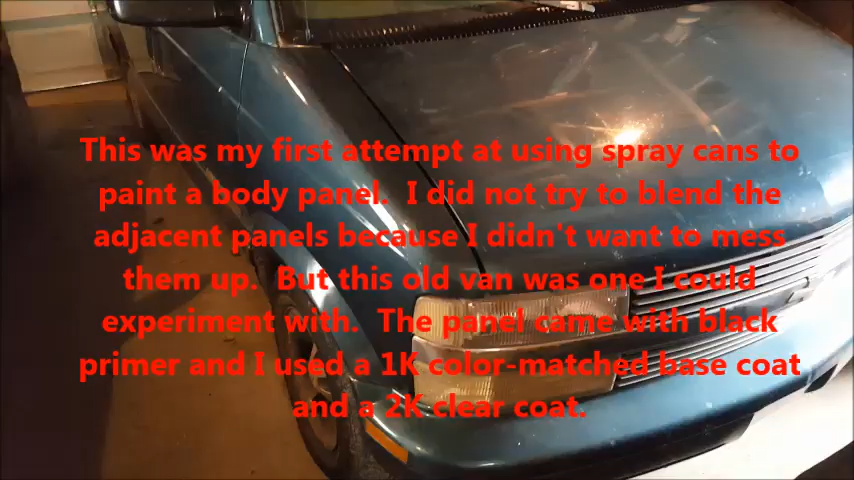 This was my first attempt at using spray cans to
paint a body panel.  I did not try to blend the
adjacent panels because I didn't want to mess
them up.  But this old van was one I could
experiment with.  The panel came with black
primer and I used a 1K color-matched base coat
and a 2K clear coat.